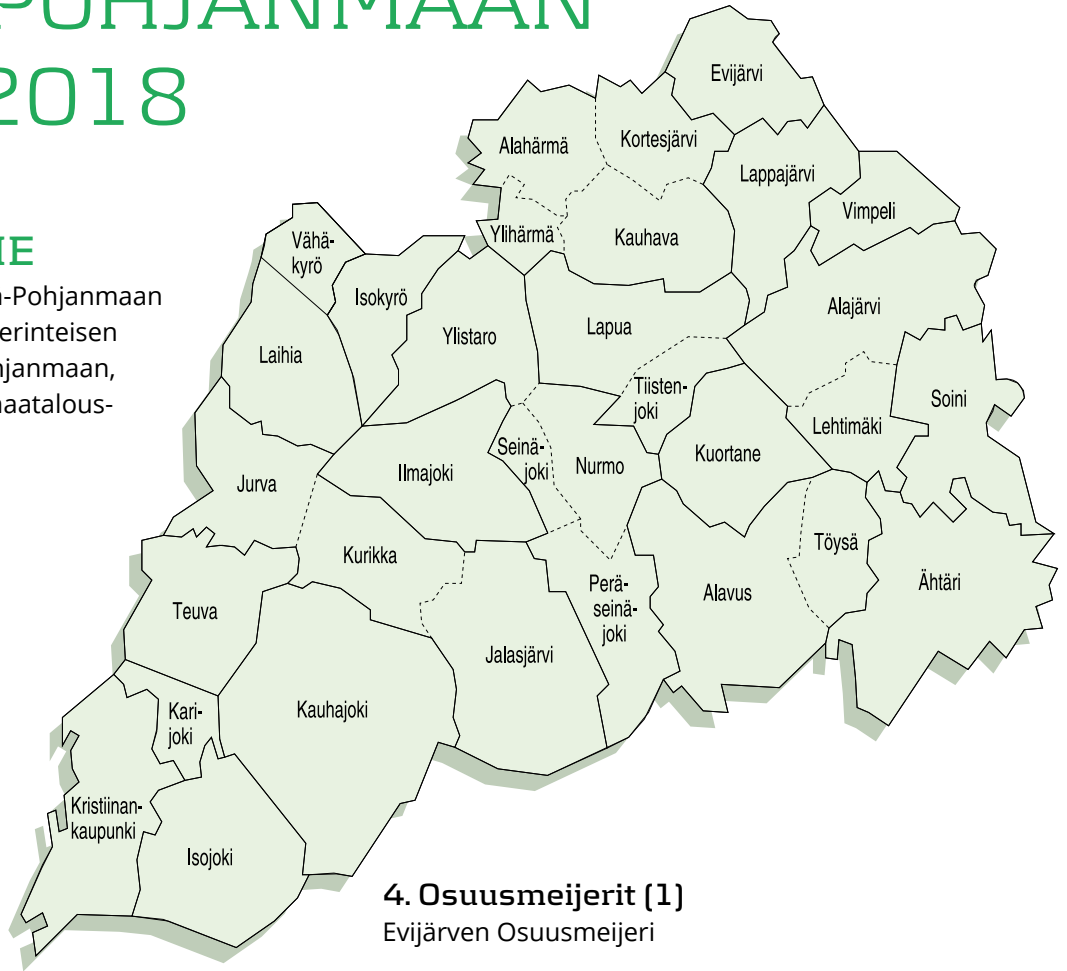 POHJANMAAN
2018
IE
-Pohjanmaan
erinteisen
janmaan,
aatalous-
Evijärvi
Alahärmä
Kortesjärvi
Lappajärvi
Vimpeli
Ylihärmä
Kauhava
Vähä-
kyrö
Isokyrö
Ylistaro
Lapua
Alajärvi
Laihia
Tiisten-
joki
Soini
Lehtimäki
Seinä-
joki
Nurmo
Kuortane
Ilmajoki
Jurva
Kurikka
Töysä
Ähtäri
Perä-
seinä-
joki
Alavus
Teuva
Jalasjärvi
Kauhajoki
Kari-
joki
Kristiinan-
kaupunki
Isojoki
4. Osuusmeijerit (1)
Evijärven Osuusmeijeri